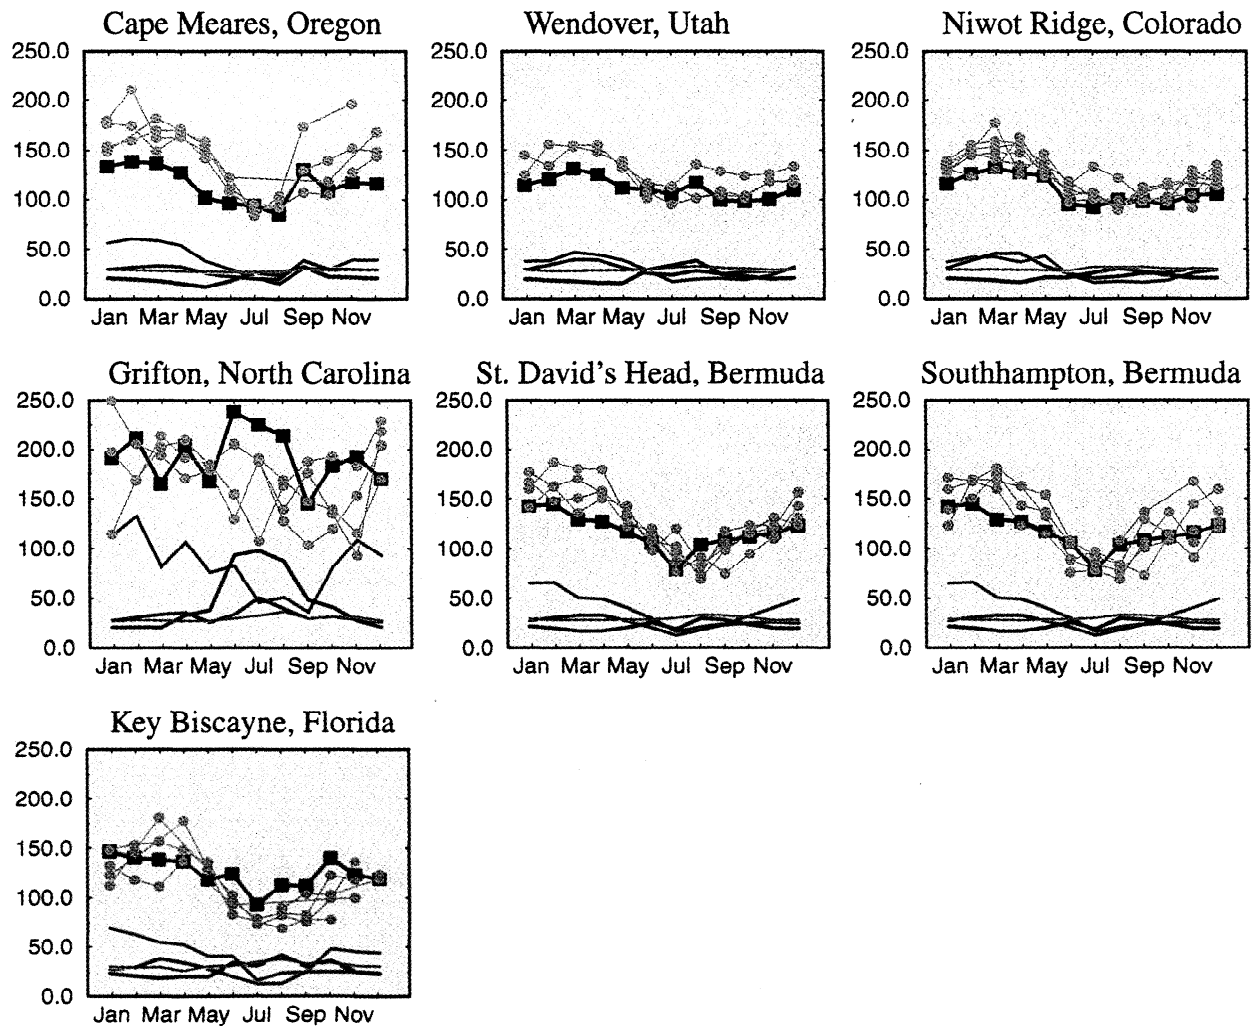 Cape Meares, Oregon Wendover, Utah Niwot Ridge, Colorado
250.0 250.0 250.0
200.0 200.0 200.0
150.0 150.0 150.0
100.0 100.0 100.0
50.0 50.0 50.0
0.0 0.0 0.0
Jan Mar May Jul Sep Nov Jan Mar May Jul Sep Nov Jan Mar May Jul Sep Nov
Grifton, North Carolina St. David's Head, Bermuda Southhampton, Bermuda
250.0 250.0 250.0
200.0 200.0 200.0
150.0 150.0 150.0
100.0 100.0 100.0
50.0 50.0 50.0
0.0 0.0 0.0
Jan Mar May Jul Sep Nov Jan Mar May Jul Sep Nov Jan Mar May Jul Sep Nov
Key Biscayne, Florida
250.0
200.0
150.0
100.0
50.0
0.0
Jan Mar May Jul Sep Nov